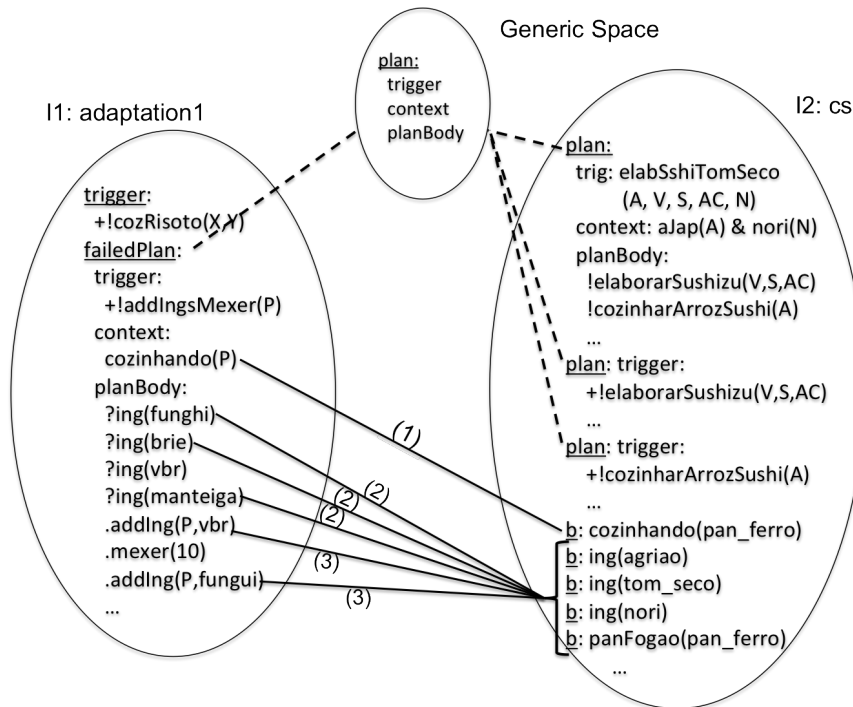 Generic Space
plan:
trigger
context
planBody
I1: adaptation1
trigger:
+!cozRisoto(X,Y)
failedPlan:
trigger:
+!addIngsMexer(P)
context:
cozinhando(P)
planBody:
?ing(funghi)
?ing(brie)
?ing(vbr)
?ing(manteiga)
.addIng(P,vbr)
.mexer(10)
.addIng(P,fungui)
...
(1)
(2)
(2)
(2)
(3)
(3)
I2: cs
plan:
trig: elabSshiTomSeco
(A, V, S, AC, N)
context: aJap(A) & nori(N)
planBody:
!elaborarSushizu(V,S,AC)
!cozinharArrozSushi(A)
...
plan: trigger:
+!elaborarSushizu(V,S,AC)
...
plan: trigger:
+!cozinharArrozSushi(A)
...
b: cozinhando(pan_ferro)
b: ing(agriao)
b: ing(tom_seco)
b: ing(nori)
b: panFogao(pan_ferro)
...